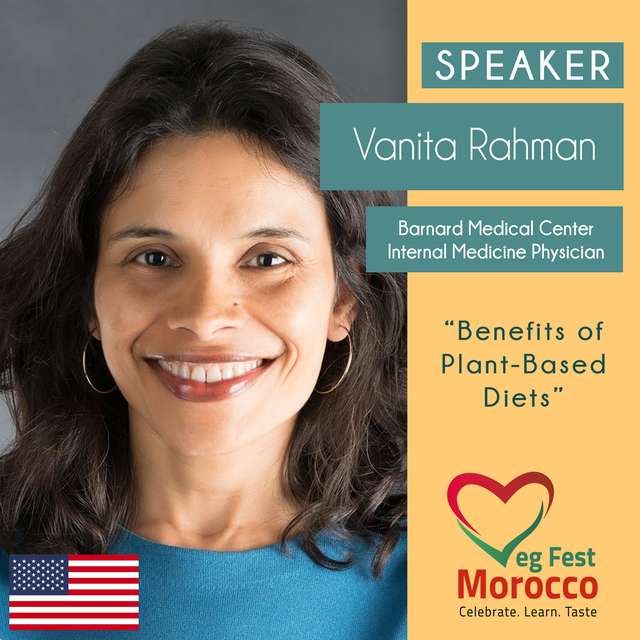 SPEAKER
Vanita Rahman
Barnard Medical Center
Internal Medicine Physician
“Benefits of
Plant-Based
Diets”
eg Fest
Morocco
Celebrate. Learn. Taste